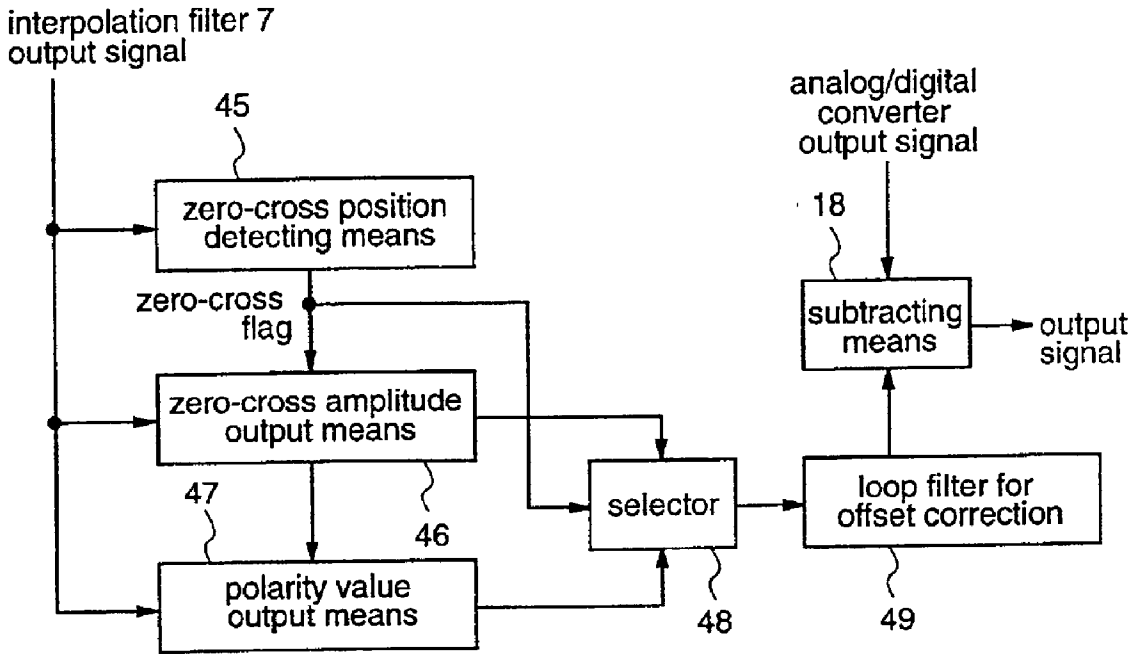 interpolation filter 7
output signal
45
zero-cross position
detecting means
zero-cross
flag
zero-cross amplitude
output means
46
47
polarity value
output means
selector
48
analog/digital
converter
output signal
18
subtracting
means
output
signal
loop filter for
offset correction
49